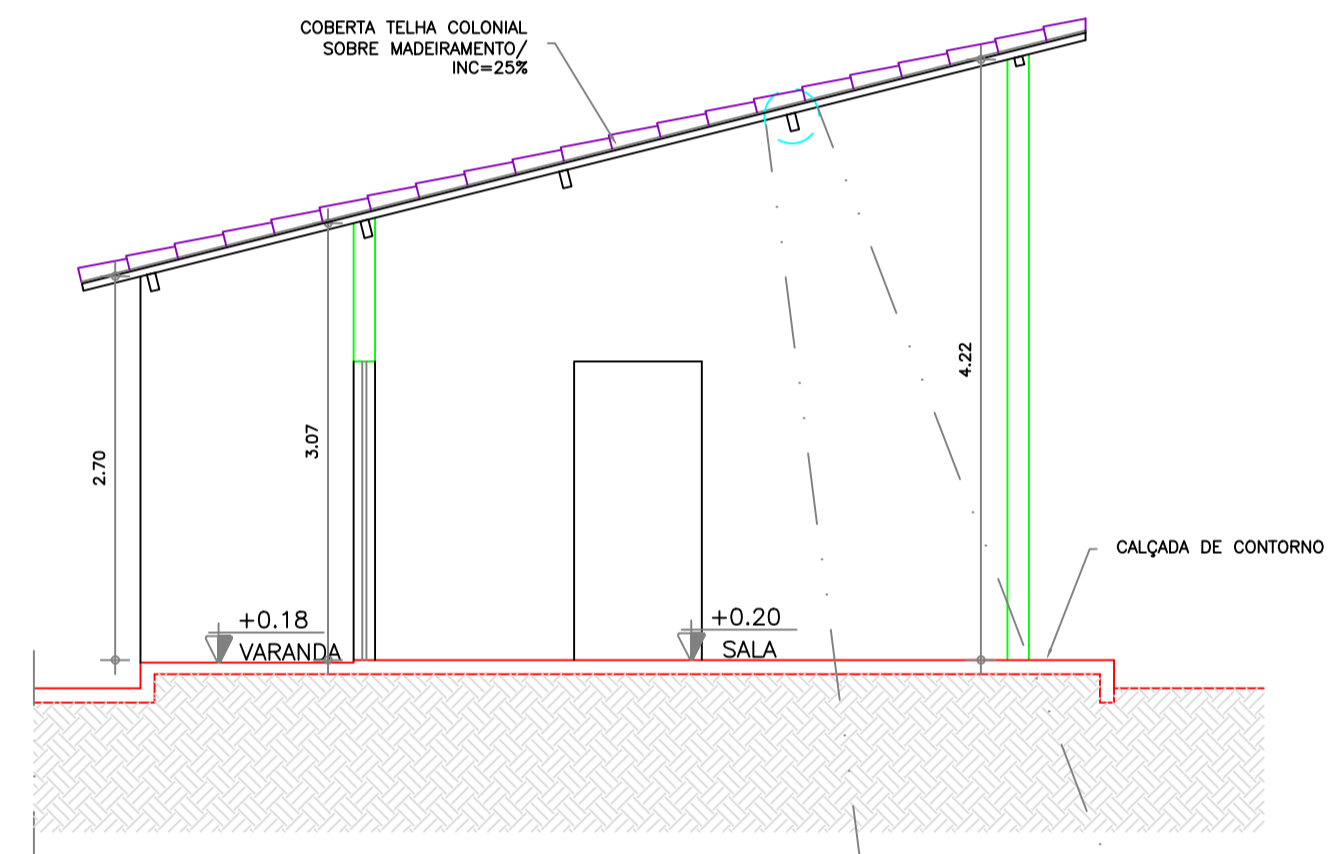 COBERTA TELHA COLONIAL
SOBRE MADEIRAMENTO/
INC=25%
2.70
3.07
4.22
+0.18
VARANDA
+0.20
SALA
CALÇADA DE CONTORNO